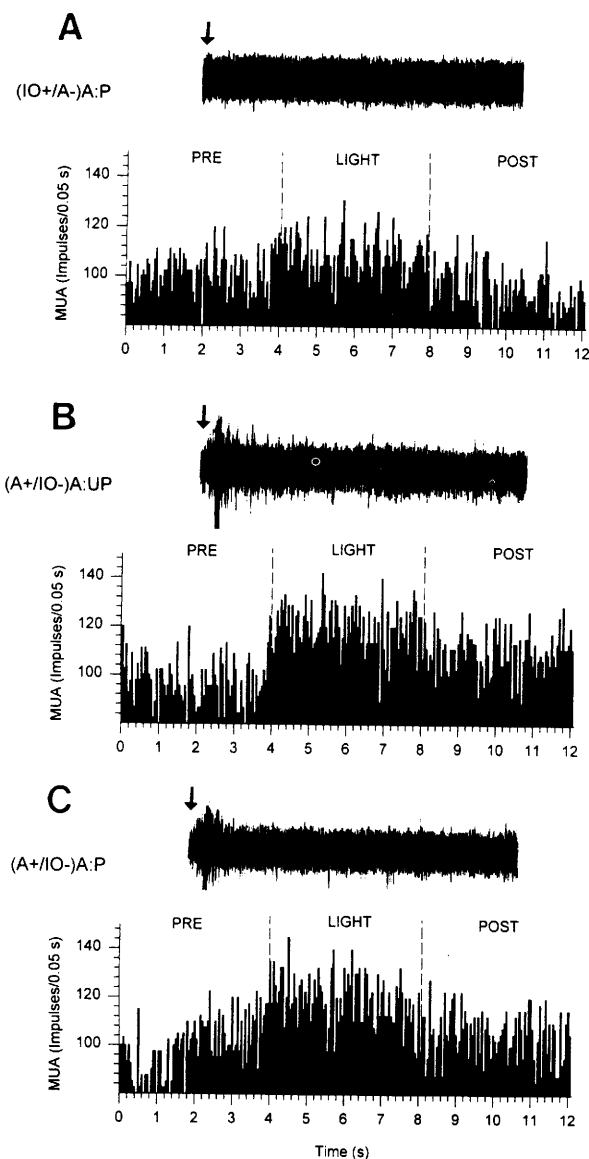 A
(IO+/A-)A:P
PRE LIGHT POST
140
120
100
MUA (Impulses/0.05 s)
0 1 2 3 4 5 6 7 8 9 10 11 12
B
(A+/IO-)A:UP
PRE LIGHT POST
140
120
100
MUA (Impulses/0.05 s)
0 1 2 3 4 5 6 7 8 9 10 11 12
C
(A+/IO-)A:P
PRE LIGHT POST
140
120
100
MUA (Impulses/0.05 s)
0 1 2 3 4 5 6 7 8 9 10 11 12
Time (s)